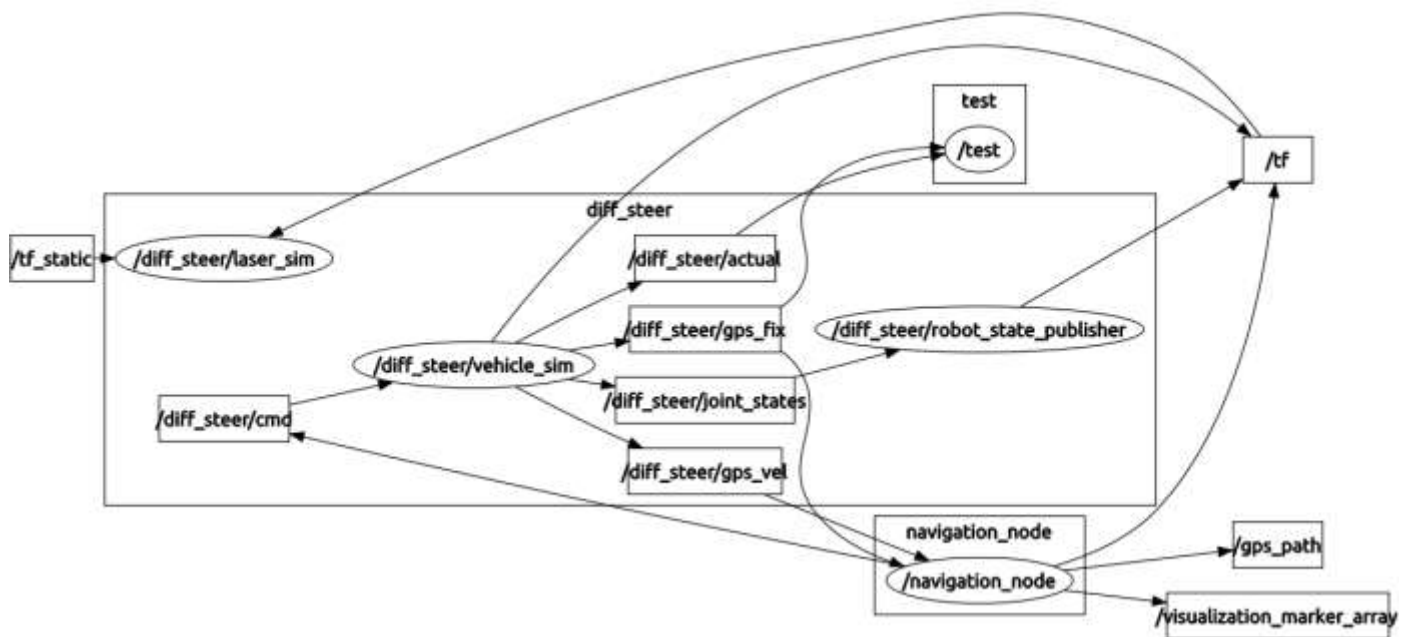 test
/test
/tf
diff_steer
/tf_static
/diff_steer/laser_sim
/diff_steer/actual
/diff_steer/gps_fix
/diff_steer/robot_state_publisher
/diff_steer/vehicle_sim
/diff_steer/joint_states
/diff_steer/cmd
/diff_steer/gps_vel
navigation_node
/gps_path
/navigation_node
/visualization_marker_array